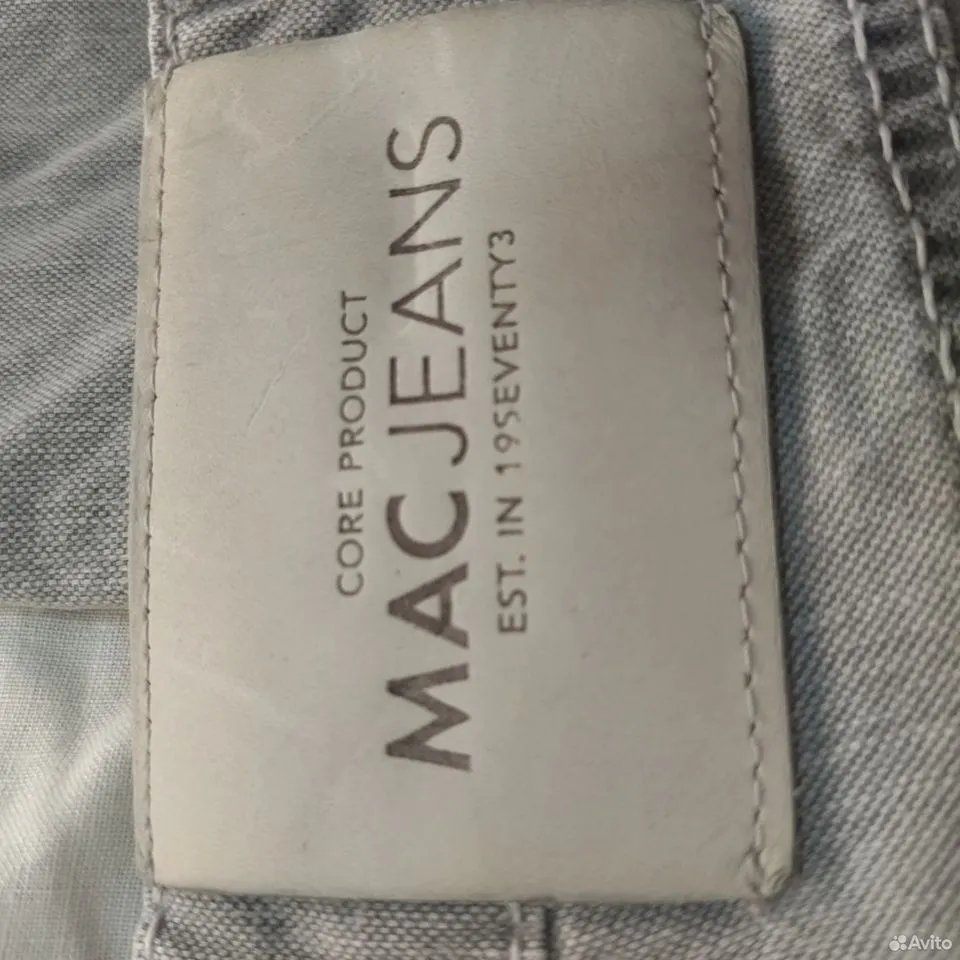 CORE PRODUCT
MAC JEANS
EST. IN 19SEVENTY3
Avito